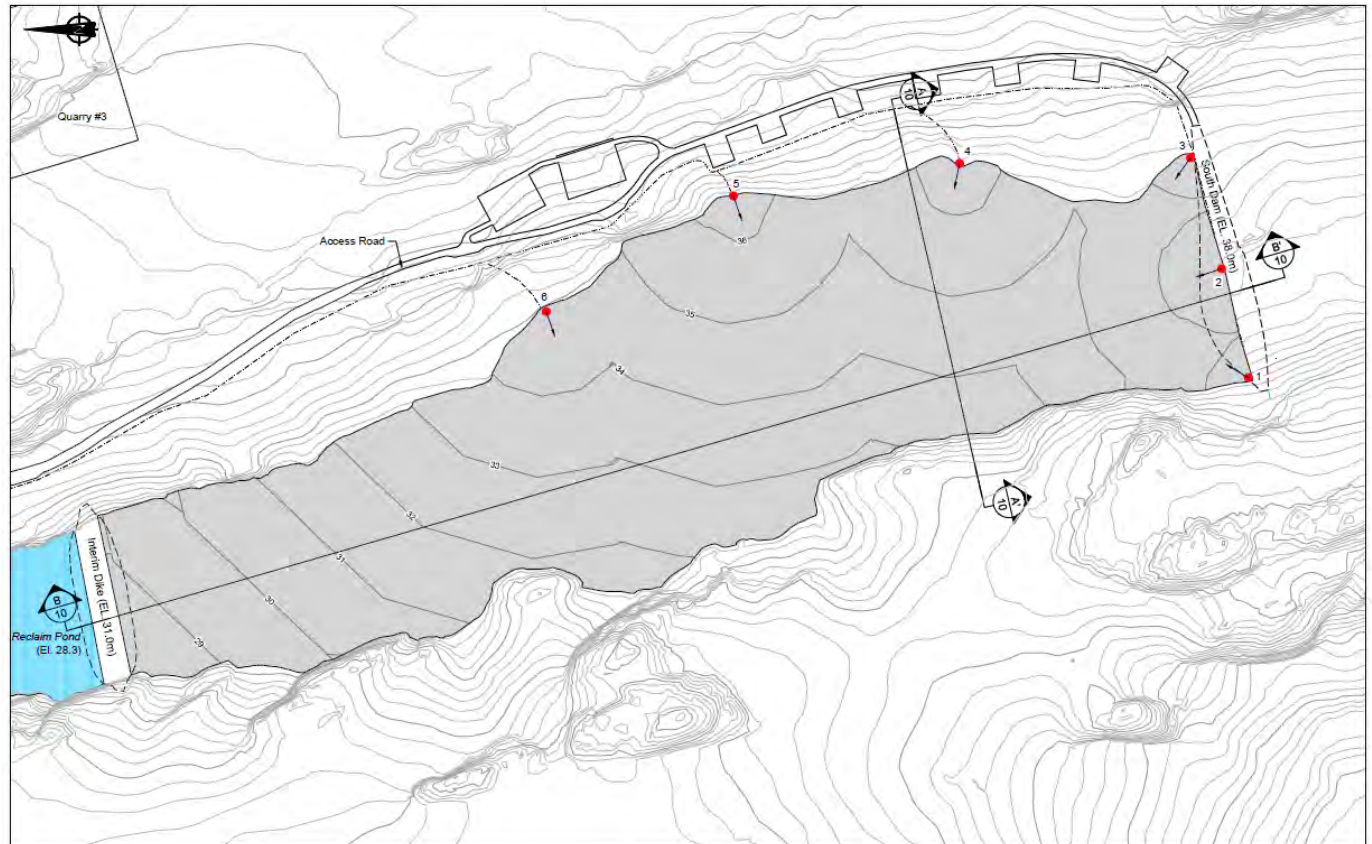 N
Quarry #3
A
10
4
3
South Dam (EL. 38.0m)
5
36
Access Road
B'
10
2
6
35
34
1
33
A'
10
32
31
Interim Dike (EL. 31.0m)
30
B
10
29
Reclaim Pond
(El. 28.3)